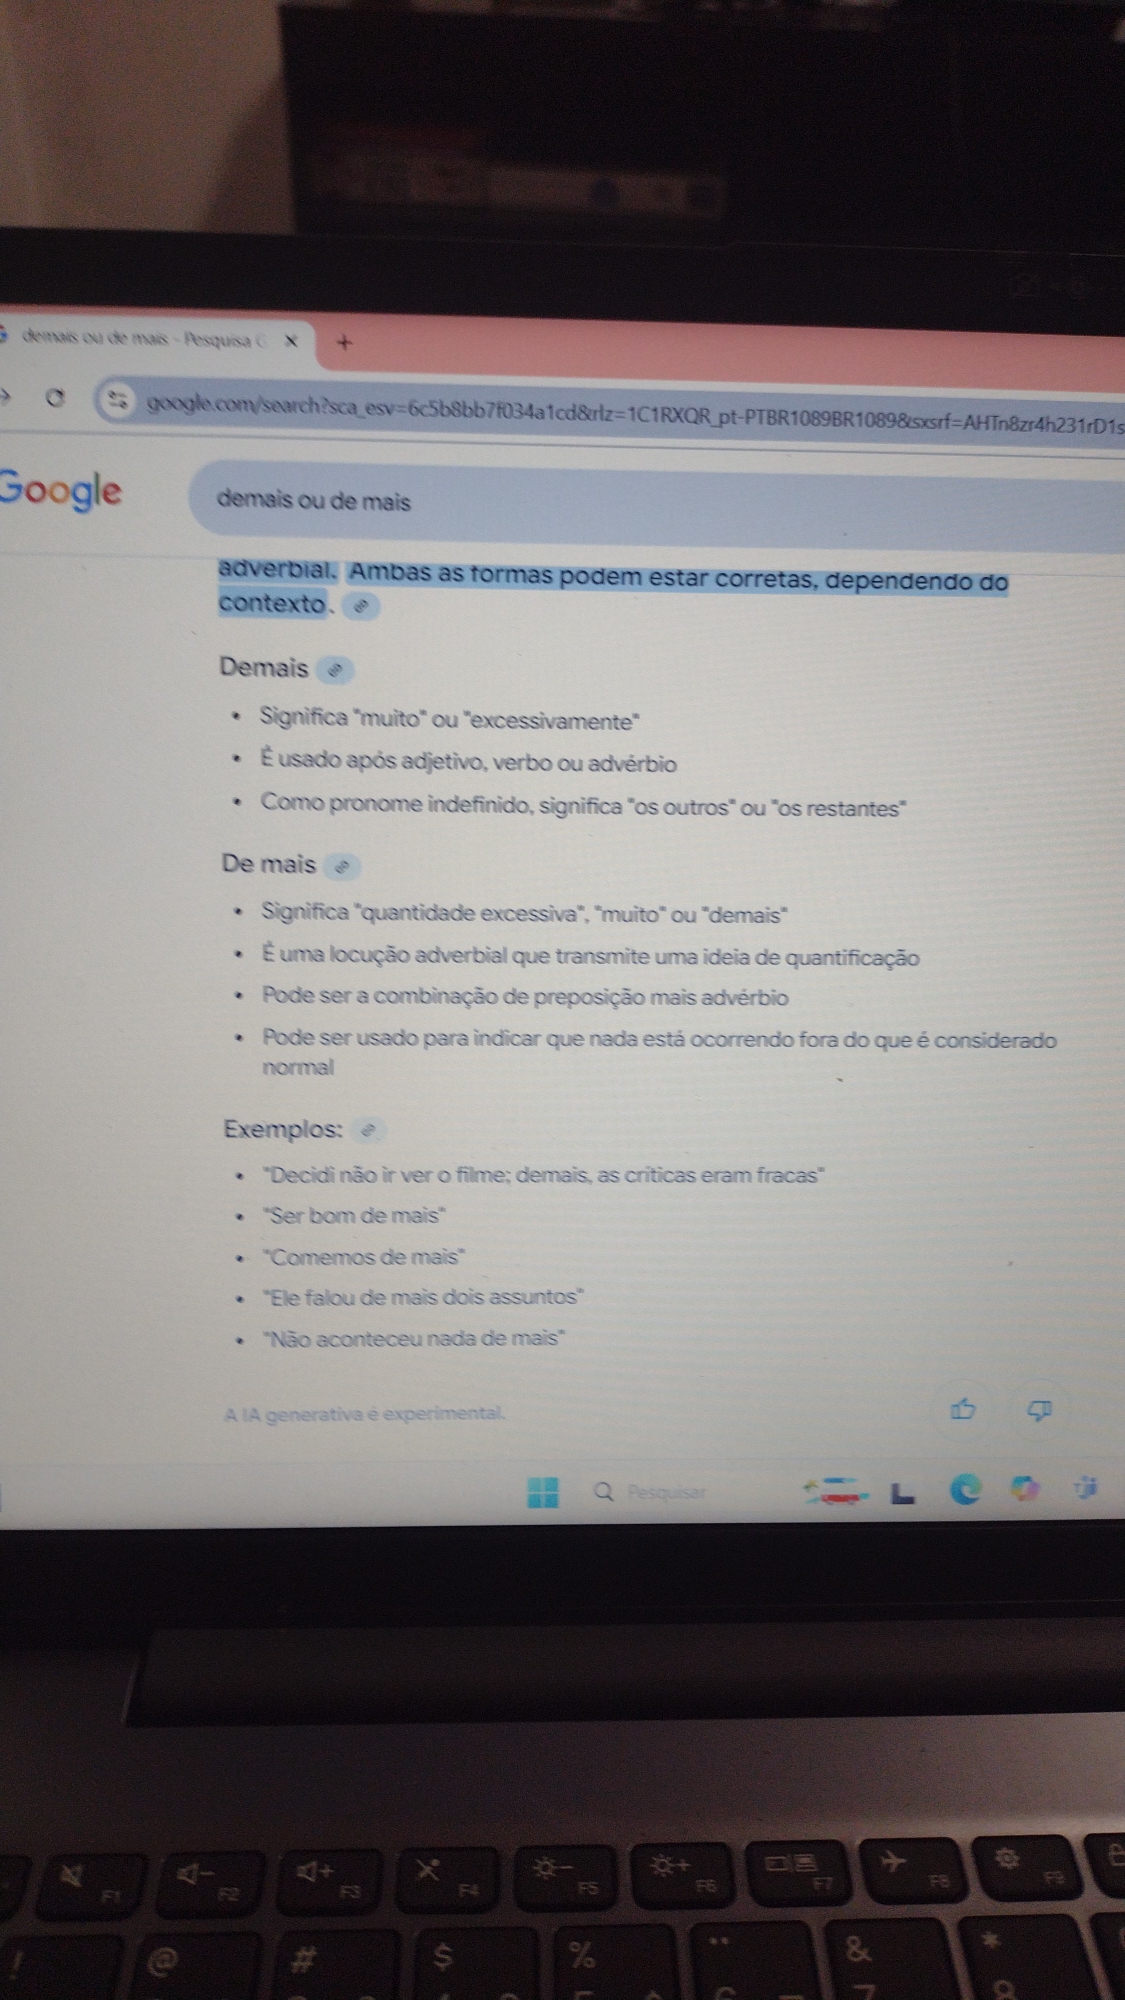 demais ou de mais - Pesquisa G
google.com/search?sca_esv=6c5b8bb7f034a1cd&rlz=1C1RXQR_pt-PTBR1089BR1089&sxsrf=AHTn8zr4h231rD1s
Google
demais ou de mais
adverbial. Ambas as formas podem estar corretas, dependendo do
contexto.
Demais
• Significa "muito" ou "excessivamente"
• É usado após adjetivo, verbo ou advérbio
• Como pronome indefinido, significa "os outros" ou "os restantes"
De mais
• Significa "quantidade excessiva", "muito" ou "demais"
• É uma locução adverbial que transmite uma ideia de quantificação
• Pode ser a combinação de preposição mais advérbio
• Pode ser usado para indicar que nada está ocorrendo fora do que é considerado
normal
Exemplos:
• "Decidi não ir ver o filme; demais, as críticas eram fracas"
• "Ser bom de mais"
• "Comemos de mais"
• "Ele falou de mais dois assuntos"
• "Não aconteceu nada de mais"
A IA generativa é experimental.
Pesquisar
F1 F2 F3 F4 F5 F6 F7 F8 F9
! @ # $ % ¨ & *
7 8